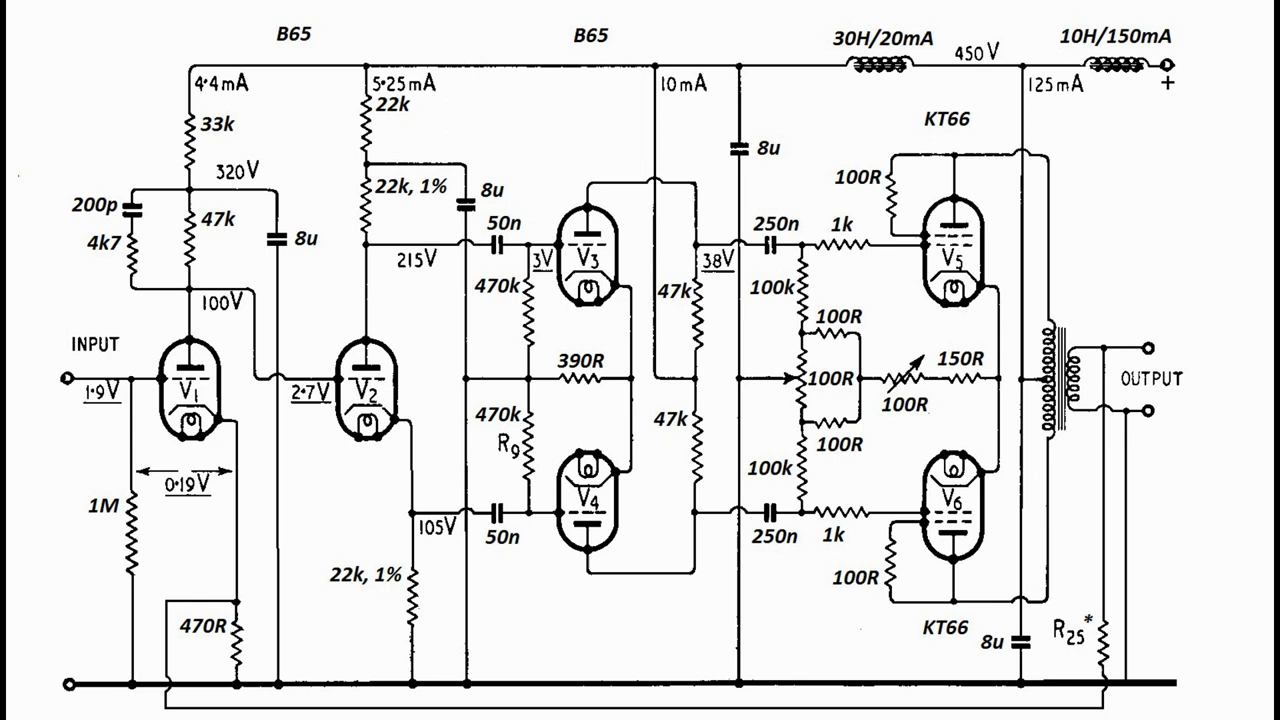 B65
B65
30H/20mA
450V
10H/150mA
+
4·4mA
5·25mA
10mA
125mA
33k
22k
8u
KT66
320V
200p
47k
4k7
8u
22k, 1%
8u
50n
250n
1k
100R
215V
3V
V3
38V
V5
100V
470k
47k
100k
100R
INPUT
1·9V
V1
2·7V
V2
390R
100R
150R
100R
OUTPUT
470k
R9
47k
100R
100k
0·19V
1M
105V
50n
V4
250n
1k
V6
22k, 1%
100R
470R
KT66
8u
R25*